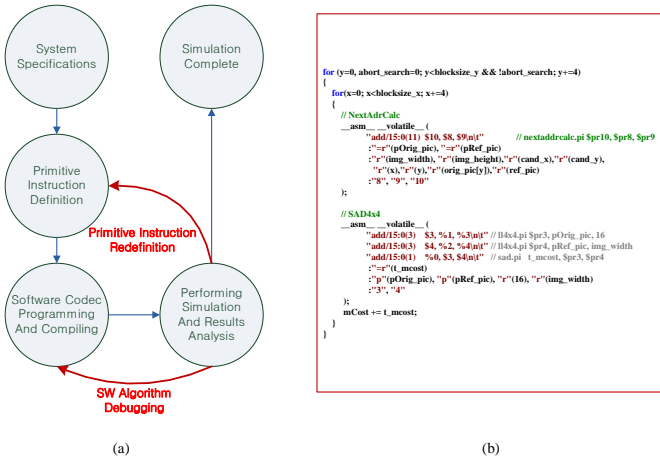 System
Specifications
Simulation
Complete
Primitive
Instruction
Definition
Primitive Instruction
Redefinition
Software Codec
Programming
And Compiling
Performing
Simulation
And Results
Analysis
SW Algorithm
Debugging
(a)
for (y=0, abort_search=0; y<blocksize_y && !abort_search; y+=4)
{
for(x=0; x<blocksize_x; x+=4)
{
// NextAdrCalc
__asm__ __volatile__ (
"add/15:0(11) $10, $8, $9\n\t" // nextaddrcalc.pi $pr10, $pr8, $pr9
:"=r"(pOrig_pic), "=r"(pRef_pic)
:"r"(img_width), "r"(img_height),"r"(cand_x),"r"(cand_y),
"r"(x),"r"(y),"r"(orig_pic[y]),"r"(ref_pic)
:"8", "9", "10"
);
// SAD4x4
__asm__ __volatile__ (
"add/15:0(3) $3, %1, %3\n\t" // ll4x4.pi $pr3, pOrig_pic, 16
"add/15:0(3) $4, %2, %4\n\t" // ll4x4.pi $pr4, pRef_pic, img_width
"add/15:0(1) %0, $3, $4\n\t" // sad.pi t_mcost, $pr3, $pr4
:"=r"(t_mcost)
:"p"(pOrig_pic), "p"(pRef_pic), "r"(16), "r"(img_width)
:"3", "4"
);
mCost += t_mcost;
}
}
(b)